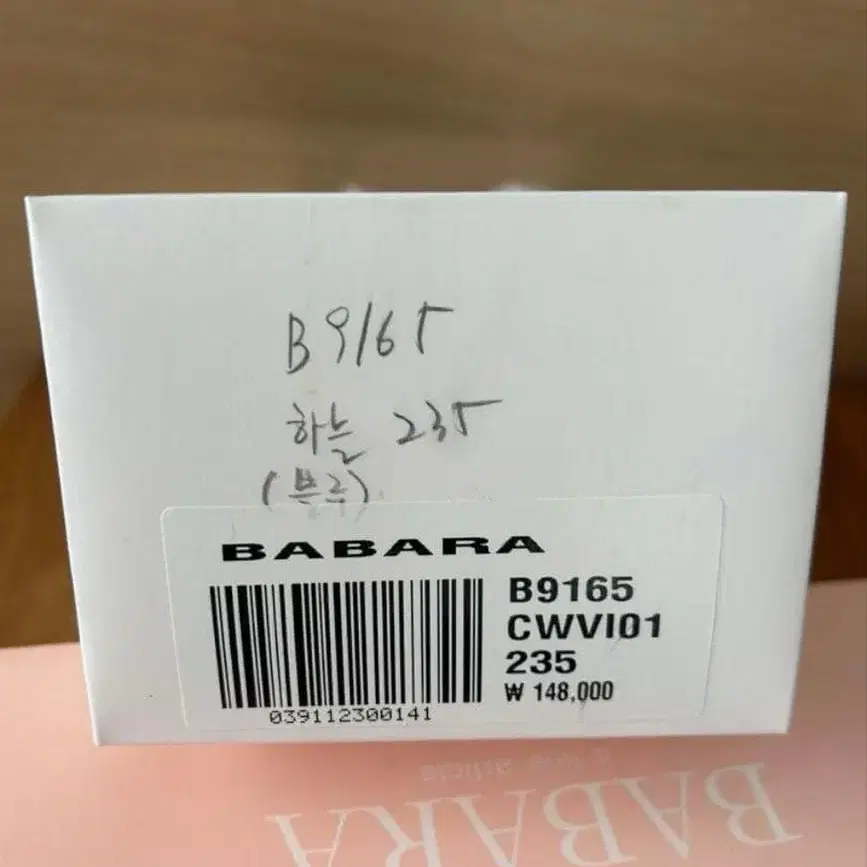 B9165
하늘 235
(블루)
BABARA
B9165
CWVI01
235
₩ 148,000
039112300141
BABARA